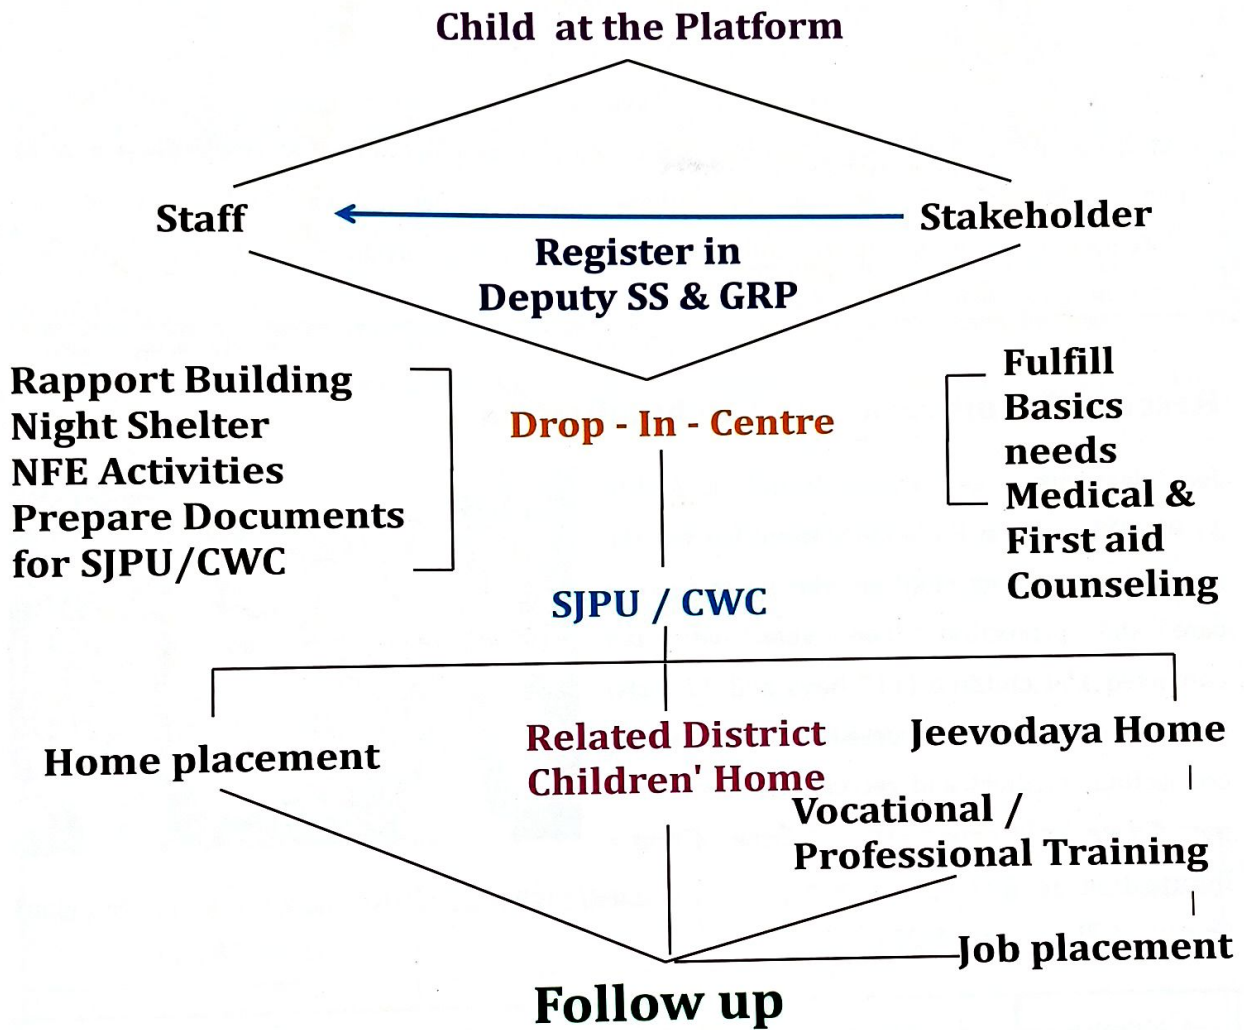 Child at the Platform
Staff
Stakeholder
Register in
Deputy SS & GRP
Rapport Building
Night Shelter
NFE Activities
Prepare Documents
for SJPU/CWC
Drop - In - Centre
Fulfill
Basics
needs
Medical &
First aid
Counseling
SJPU / CWC
Home placement
Related District
Children' Home
Jeevodaya Home
Vocational /
Professional Training
Job placement
Follow up